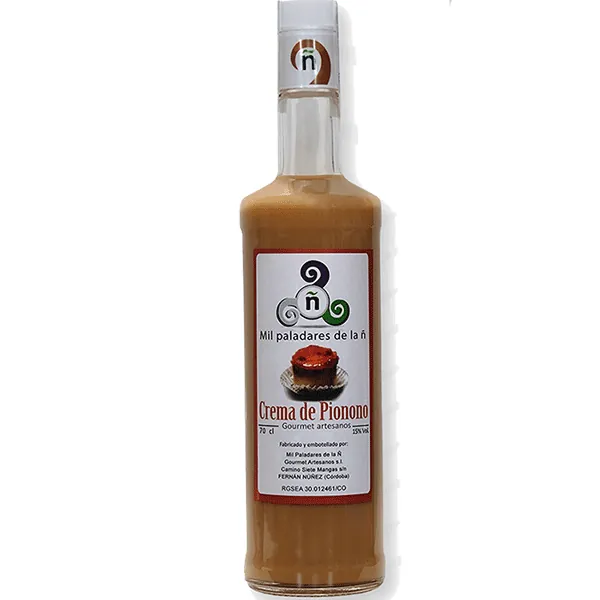 ñ
ñ
Mil paladares de la ñ
Crema de Pionono
Gourmet artesanos
70 cl 15% Vol.
Fabricado y embotellado por:
Mil Paladares de la Ñ
Gourmet Artesanos s.l.
Camino Siete Mangas s/n
FERNÁN NÚÑEZ (Córdoba)
RGSEA 30.012461/CO